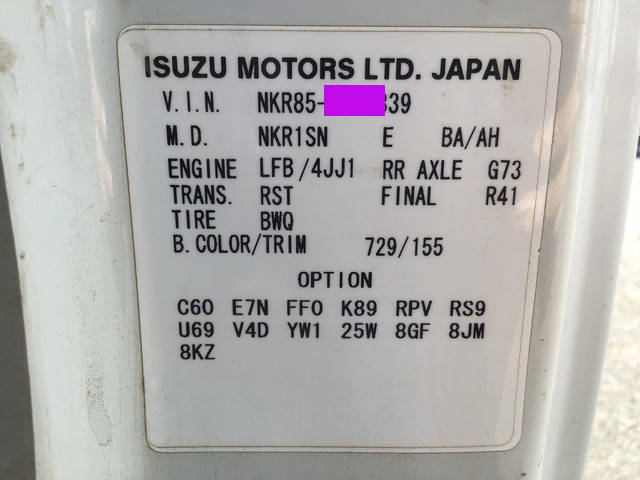 ISUZU MOTORS LTD. JAPAN
V.I.N. NKR85- 39
M.D. NKR1SN E BA/AH
ENGINE LFB/4JJ1 RR AXLE G73
TRANS. RST FINAL R41
TIRE BWQ
B.COLOR/TRIM 729/155
OPTION
C60 E7N FF0 K89 RPV RS9
U69 V4D YW1 25W 8GF 8JM
8KZ